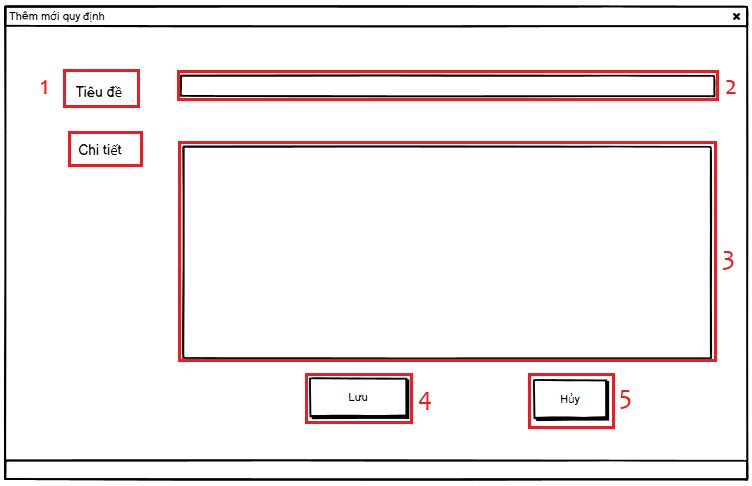 Thêm mới quy định
1 Tiêu đề 2
Chi tiết
3
Lưu 4 Hủy 5